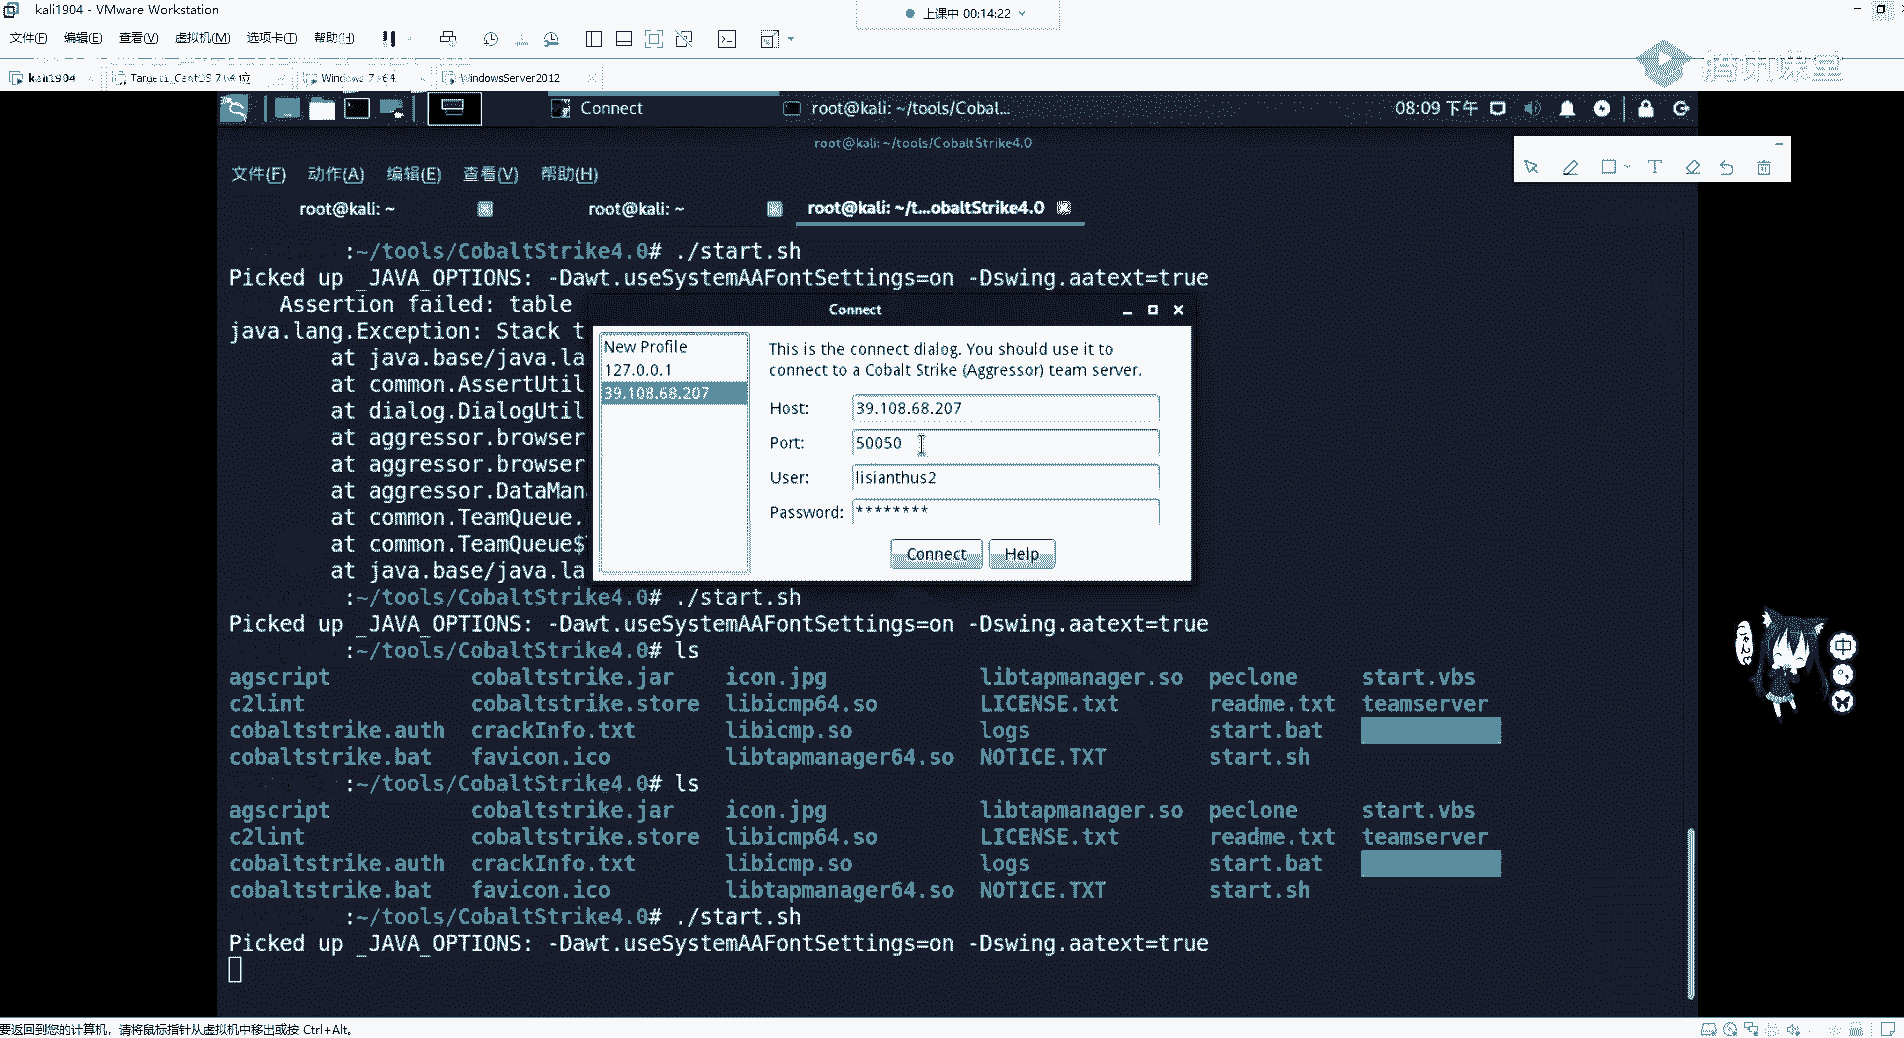 kali1904 - VMware Workstation
上课中 00:14:22
文件(F) 编辑(E) 查看(V) 虚拟机(M) 选项卡(T) 帮助(H)
kali1904 Target1_CentOS 7 Windows 7 x64 WindowsServer2012
Connect root@kali: ~/tools/Cobal... 08:09 下午
root@kali: ~/tools/CobaltStrike4.0
文件(F) 动作(A) 编辑(E) 查看(V) 帮助(H)
root@kali: ~ root@kali: ~ root@kali: ~/t...obaltStrike4.0
:~/tools/CobaltStrike4.0# ./start.sh
Picked up _JAVA_OPTIONS: -Dawt.useSystemAAFontSettings=on -Dswing.aatext=true
Assertion failed: table
java.lang.Exception: Stack t
at java.base/java.la
at common.AssertUtil
at dialog.DialogUtil
at aggressor.browser
at aggressor.browser
at aggressor.DataMan
at common.TeamQueue.
at common.TeamQueue$
at java.base/java.la
Connect
New Profile
127.0.0.1
39.108.68.207
This is the connect dialog. You should use it to
connect to a Cobalt Strike (Aggressor) team server.
Host: 39.108.68.207
Port: 50050
User: lisianthus2
Password: ********
Connect Help
:~/tools/CobaltStrike4.0# ./start.sh
Picked up _JAVA_OPTIONS: -Dawt.useSystemAAFontSettings=on -Dswing.aatext=true
:~/tools/CobaltStrike4.0# ls
agscript cobaltstrike.jar icon.jpg libtapmanager.so peclone start.vbs
c2lint cobaltstrike.store libicmp64.so LICENSE.txt readme.txt teamserver
cobaltstrike.auth crackInfo.txt libicmp.so logs start.bat
cobaltstrike.bat favicon.ico libtapmanager64.so NOTICE.TXT start.sh
:~/tools/CobaltStrike4.0# ls
agscript cobaltstrike.jar icon.jpg libtapmanager.so peclone start.vbs
c2lint cobaltstrike.store libicmp64.so LICENSE.txt readme.txt teamserver
cobaltstrike.auth crackInfo.txt libicmp.so logs start.bat
cobaltstrike.bat favicon.ico libtapmanager64.so NOTICE.TXT start.sh
:~/tools/CobaltStrike4.0# ./start.sh
Picked up _JAVA_OPTIONS: -Dawt.useSystemAAFontSettings=on -Dswing.aatext=true
中
要返回到您的计算机，请将鼠标指针从虚拟机中移出或按 Ctrl+Alt。